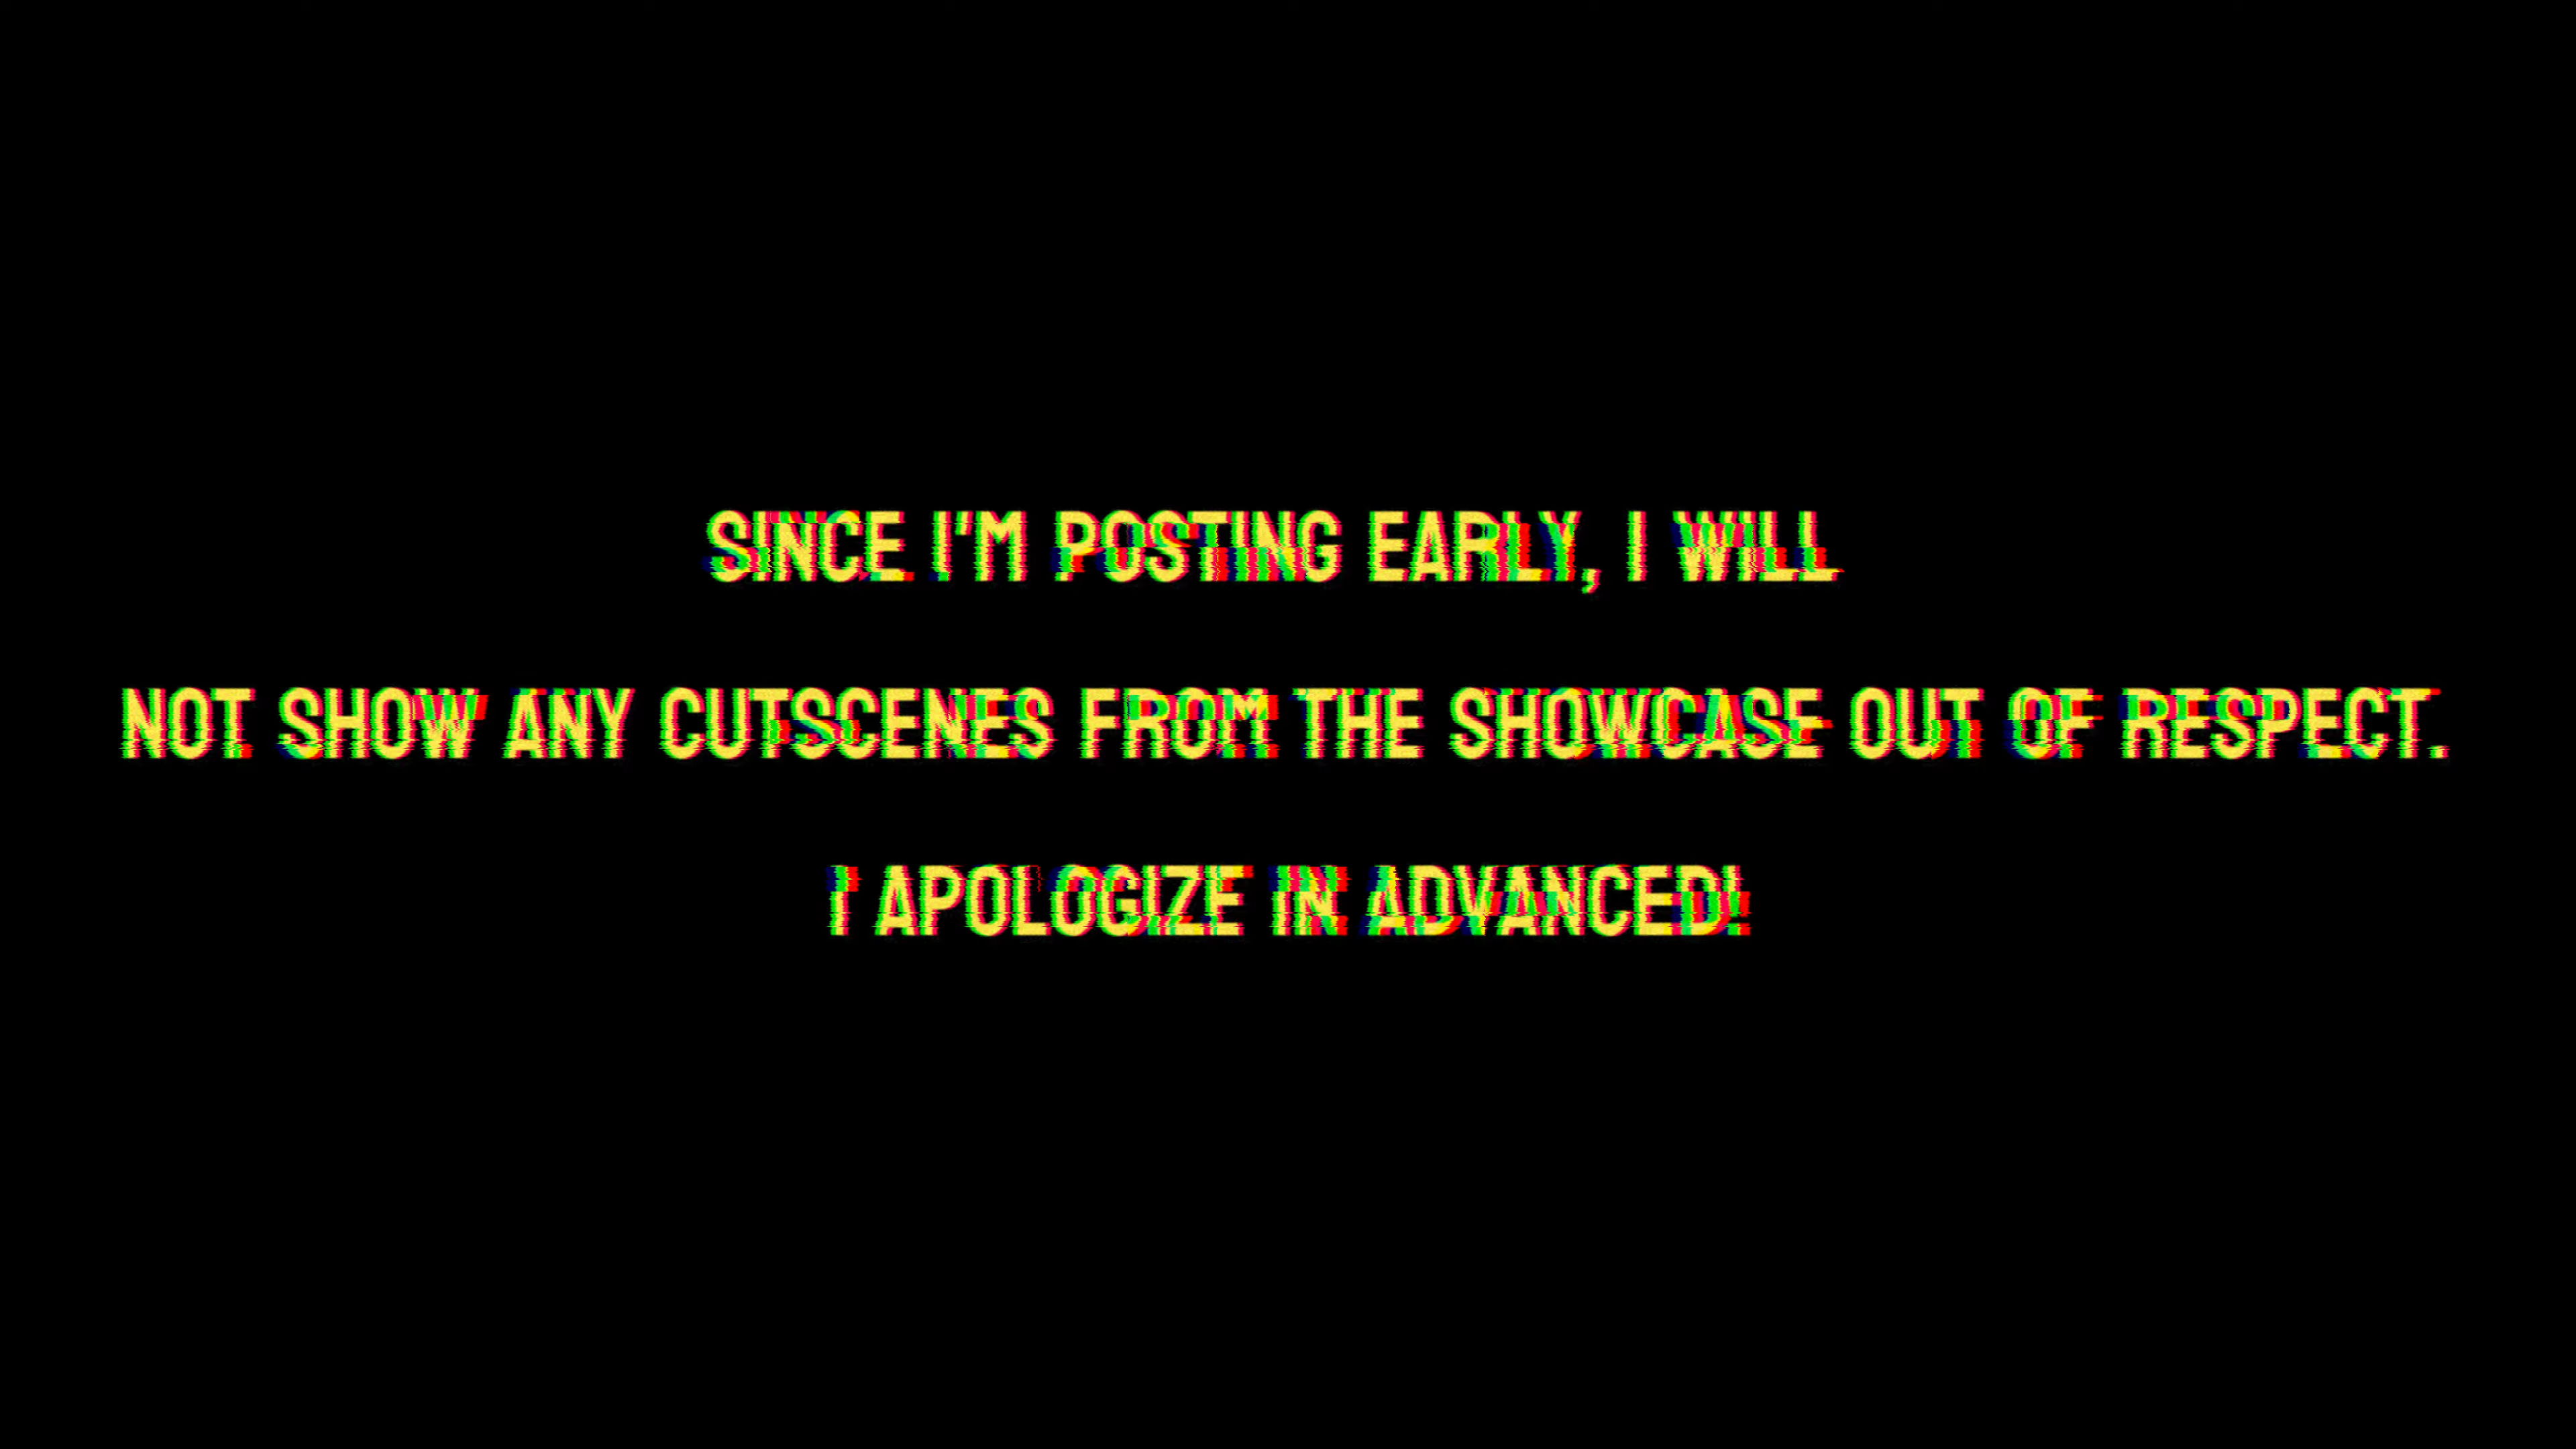 SINCE I'M POSTING EARLY, I WILL
NOT SHOW ANY CUTSCENES FROM THE SHOWCASE OUT OF RESPECT.
I APOLOGIZE IN ADVANCED!